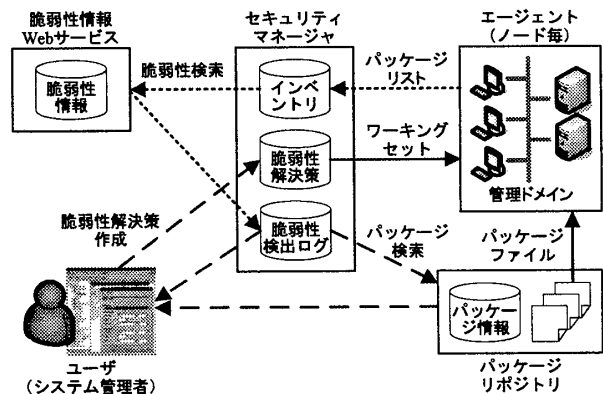 脆弱性情報
Webサービス
脆弱性
情報
セキュリティ
マネージャ
インベ
ントリ
脆弱性
解決策
脆弱性
検出ログ
エージェント
(ノード毎)
管理ドメイン
脆弱性検索
パッケージ
リスト
ワーキング
セット
脆弱性解決策
作成
パッケージ
検索
パッケージ
ファイル
パッケー
ジ情報
パッケージ
リポジトリ
ユーザ
(システム管理者)